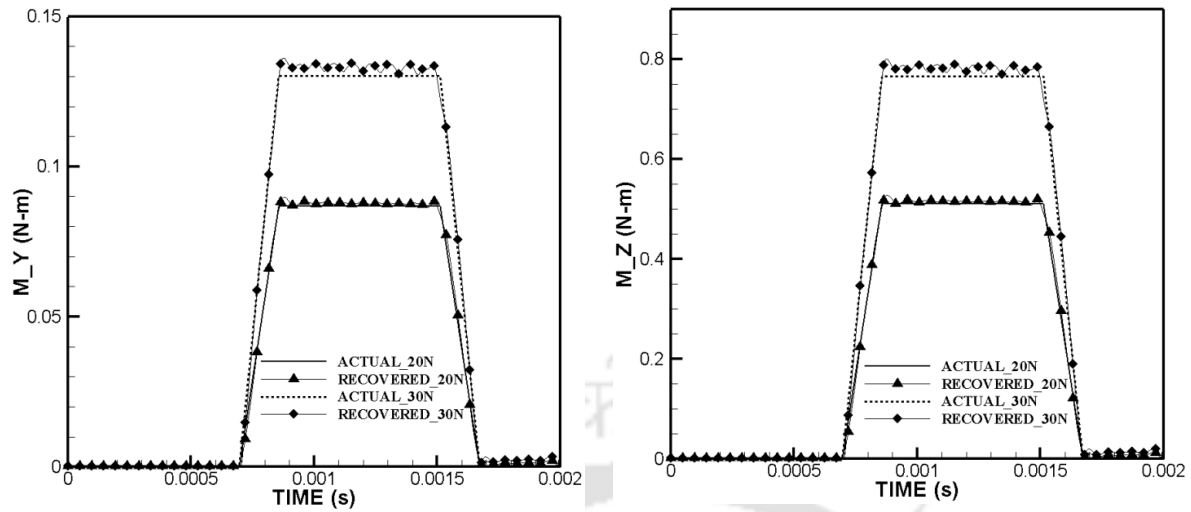 0.15
0.1
0.05
0
M_Y (N-m)
ACTUAL_20N
RECOVERED_20N
ACTUAL_30N
RECOVERED_30N
0 0.0005 0.001 0.0015 0.002
TIME (s)
0.8
0.6
0.4
0.2
0
M_Z (N-m)
ACTUAL_20N
RECOVERED_20N
ACTUAL_30N
RECOVERED_30N
0 0.0005 0.001 0.0015 0.002
TIME (s)